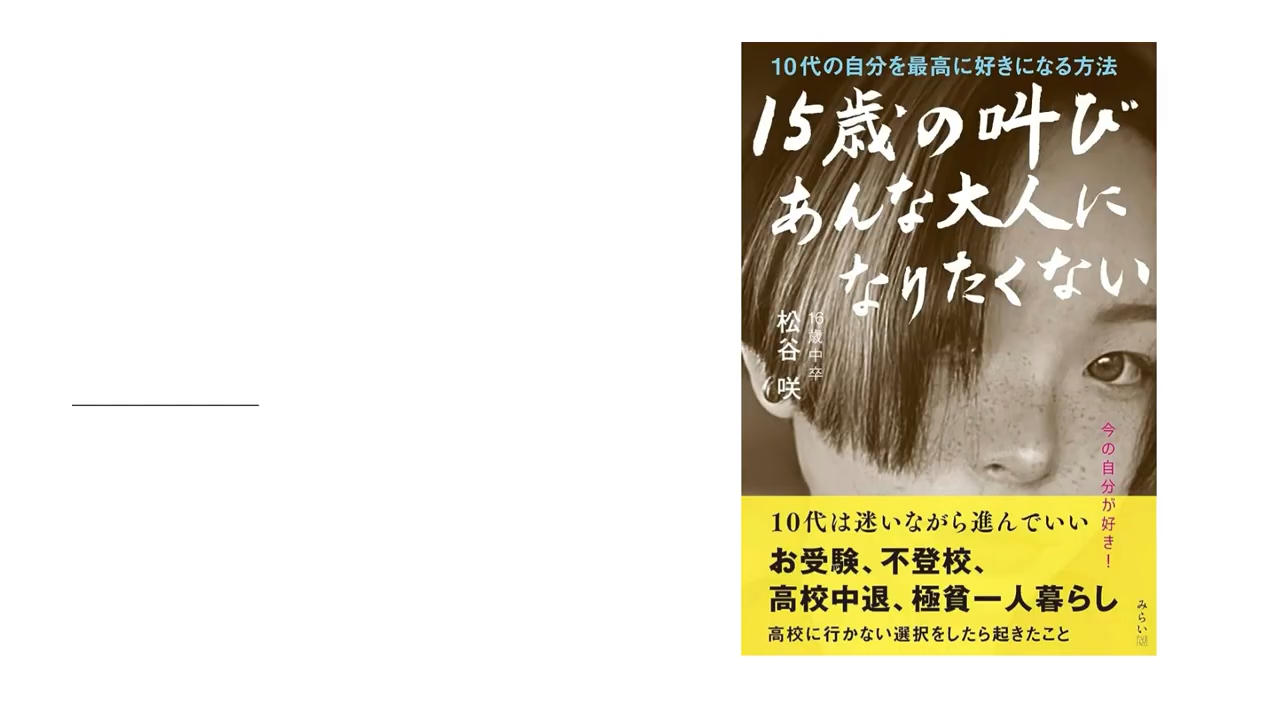 10代の自分を最高に好きになる方法
15歳の叫び
あんな大人に
なりたくない
16歳中卒
松谷 咲
今の自分が好き!
10代は迷いながら進んでいい
お受験、不登校、
高校中退、極貧一人暮らし
高校に行かない選択をしたら起きたこと
みらい